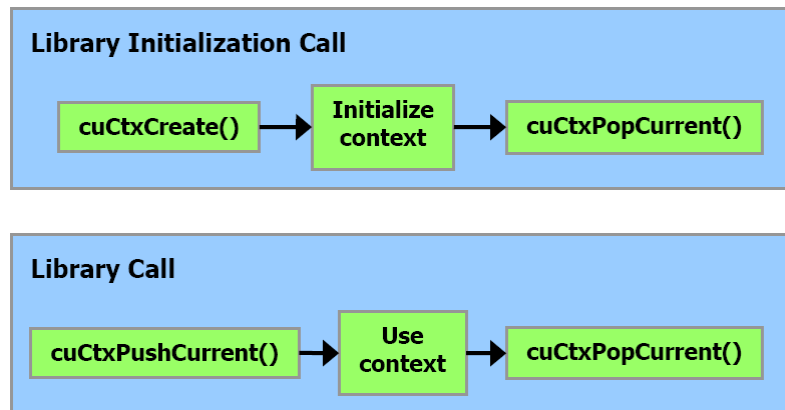 Library Initialization Call
cuCtxCreate()
Initialize
context
cuCtxPopCurrent()
Library Call
cuCtxPushCurrent()
Use
context
cuCtxPopCurrent()